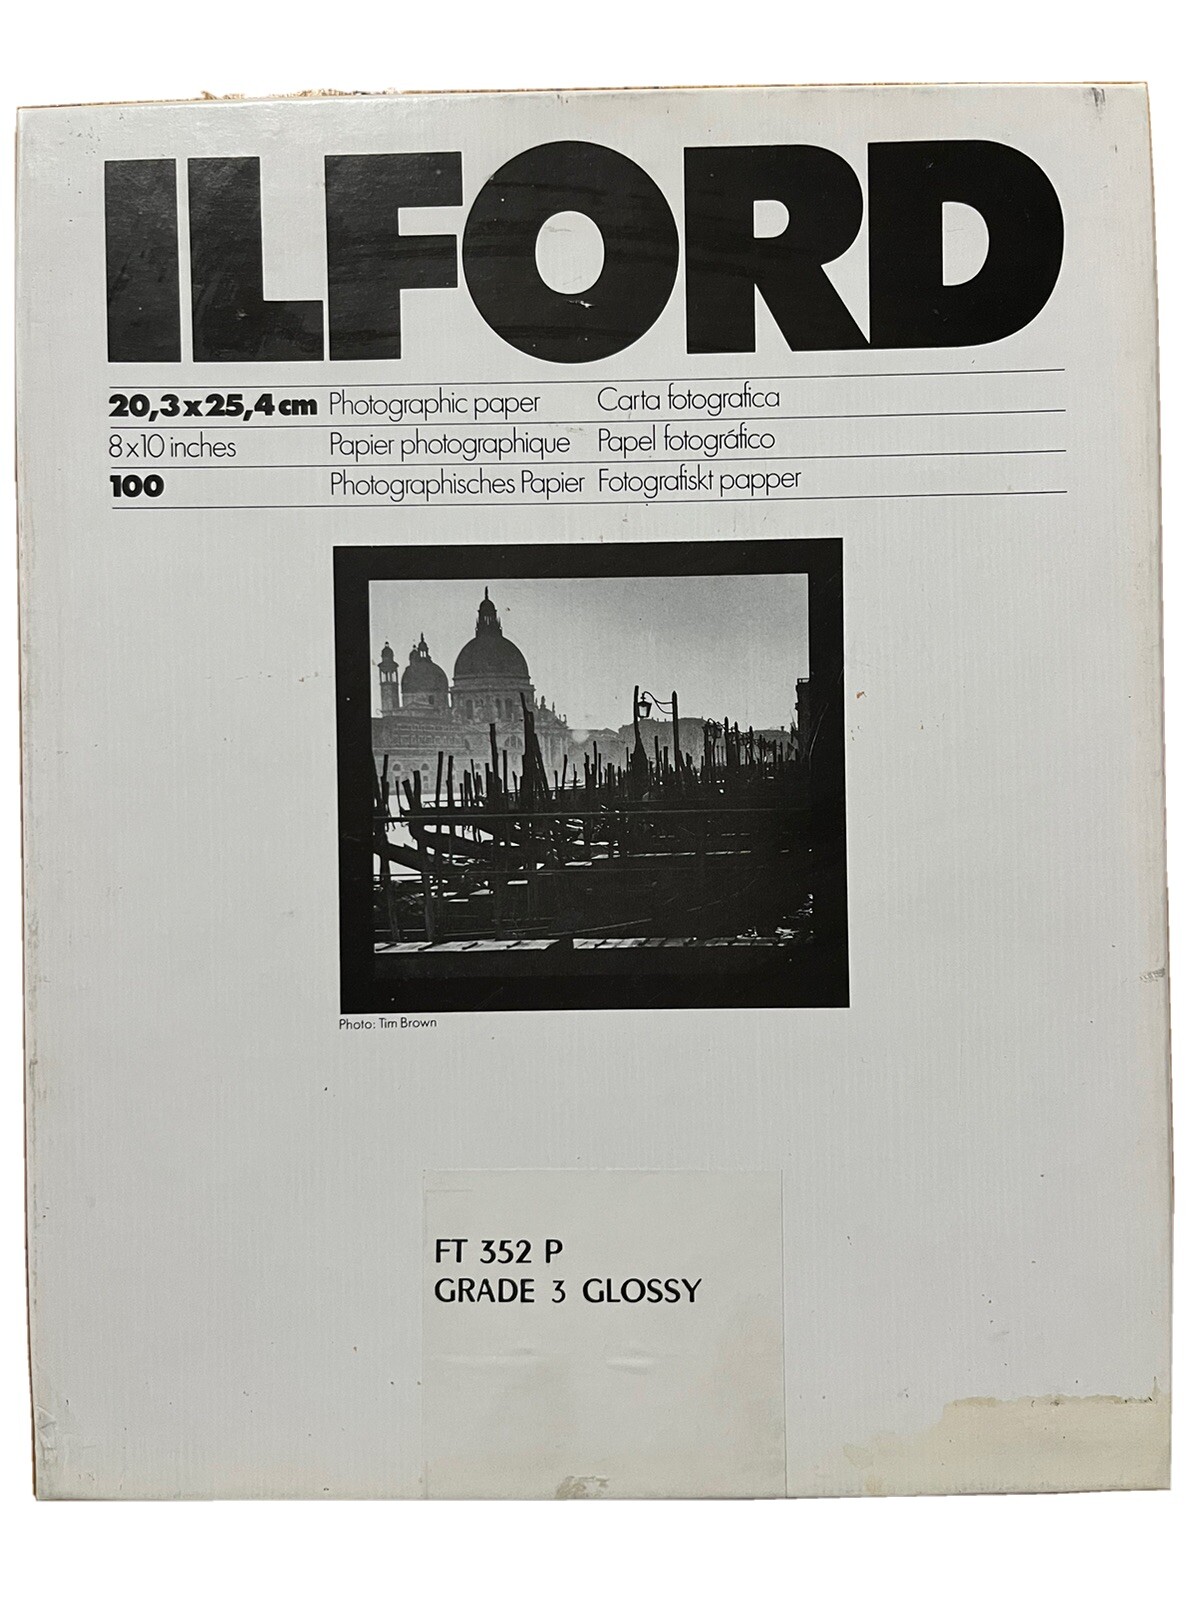 ILFORD
20,3x25,4cm Photographic paper Carta fotografica
8x10 inches Papier photographique Papel fotográfico
100 Photographisches Papier Fotografiskt papper
Photo: Tim Brown
FT 352 P
GRADE 3 GLOSSY